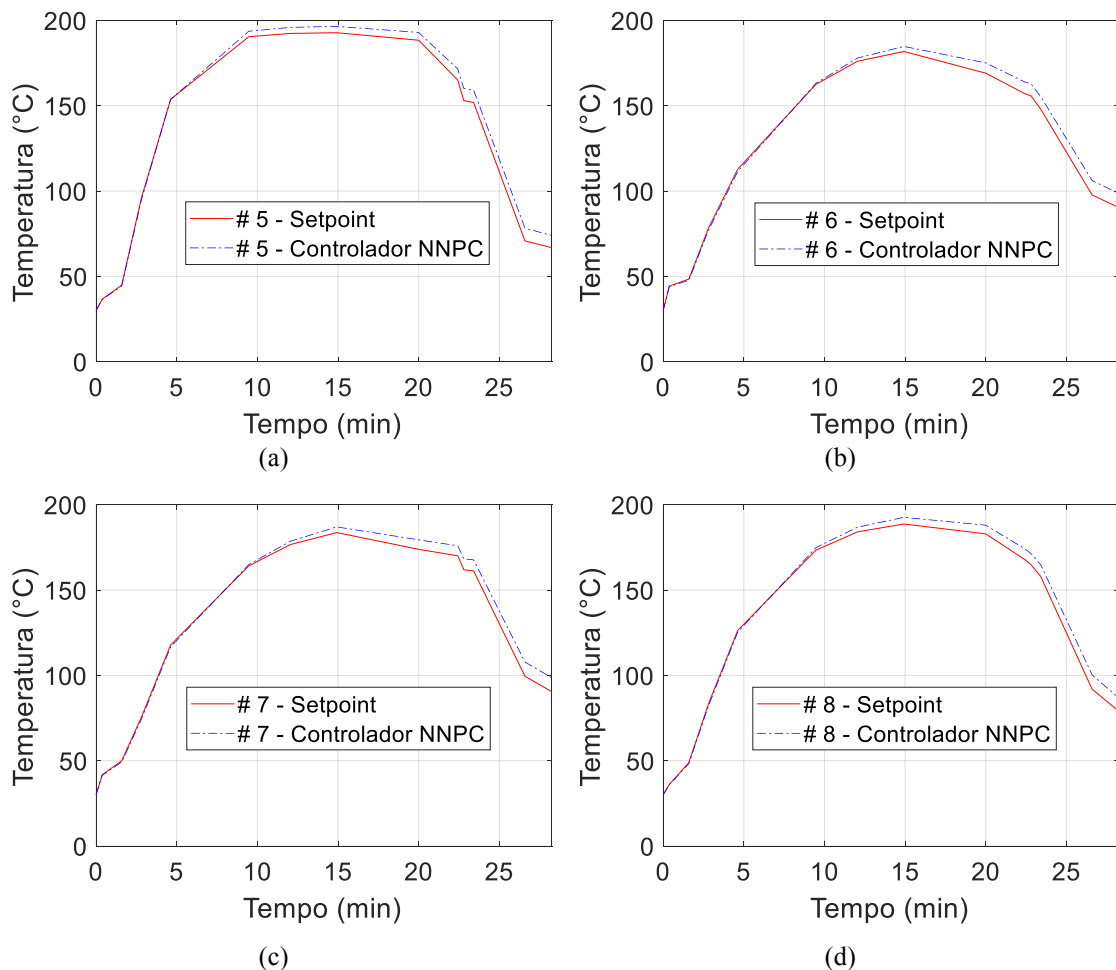 200
150
100
50
0
Temperatura (°C)
# 5 - Setpoint
# 5 - Controlador NNPC
0 5 10 15 20 25
Tempo (min)
(a)
200
150
100
50
0
Temperatura (°C)
# 6 - Setpoint
# 6 - Controlador NNPC
0 5 10 15 20 25
Tempo (min)
(b)
200
150
100
50
0
Temperatura (°C)
# 7 - Setpoint
# 7 - Controlador NNPC
0 5 10 15 20 25
Tempo (min)
(c)
200
150
100
50
0
Temperatura (°C)
# 8 - Setpoint
# 8 - Controlador NNPC
0 5 10 15 20 25
Tempo (min)
(d)